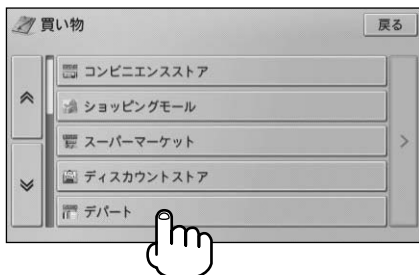 買い物
戻る
コンビニエンスストア
ショッピングモール
スーパーマーケット
ディスカウントストア
デパート